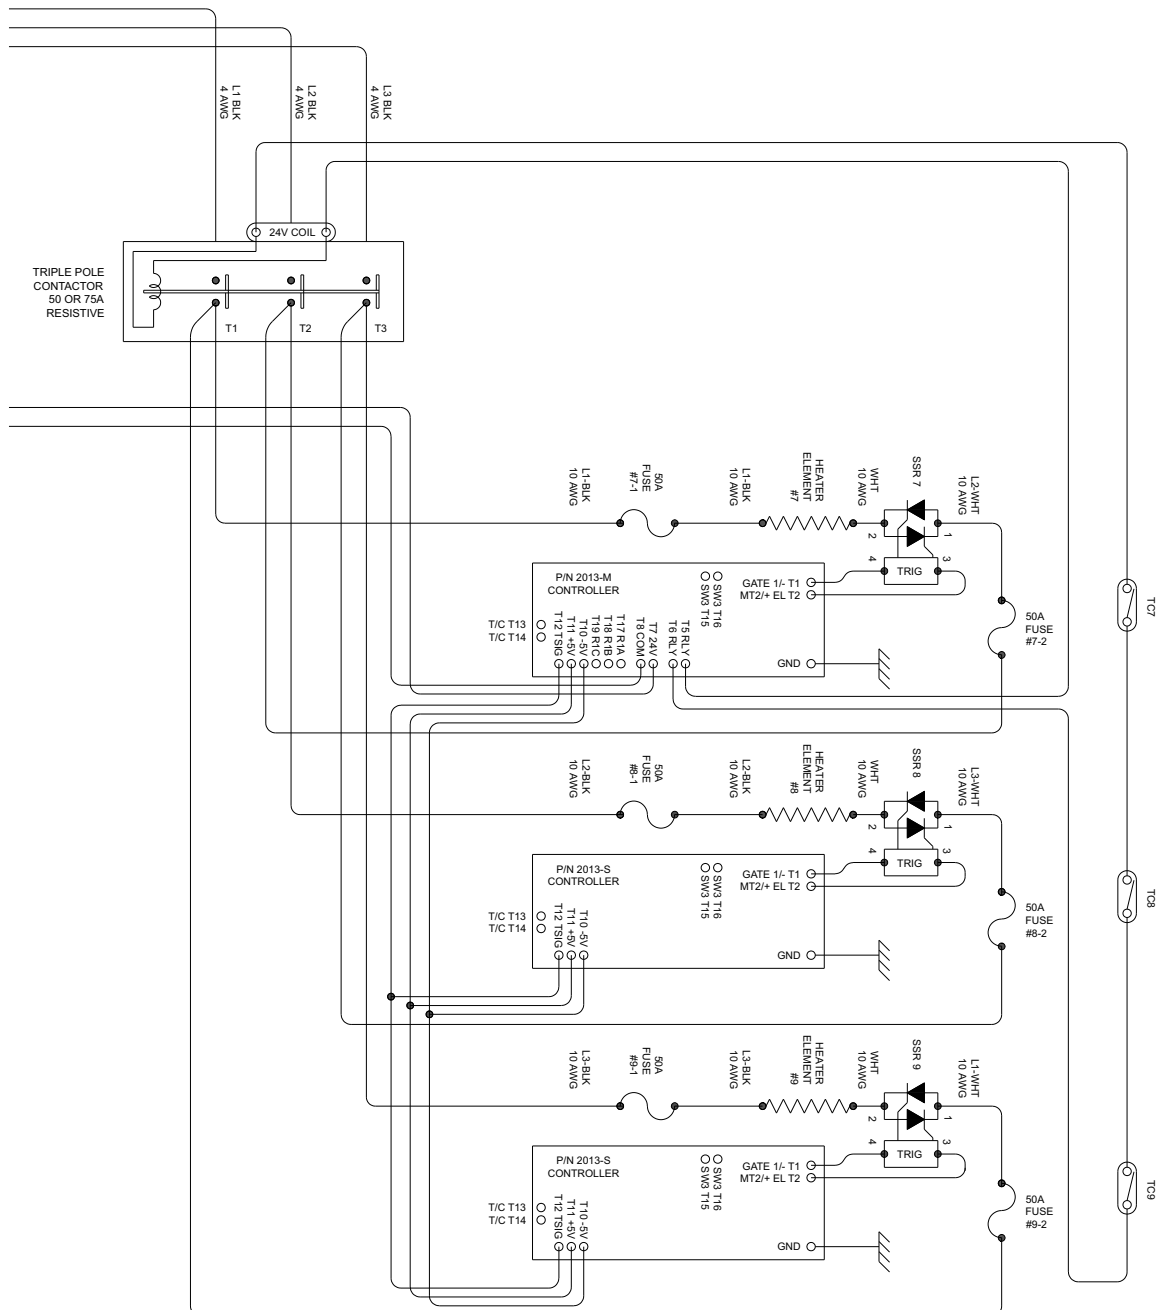 L1 BLK
4 AWG
L2 BLK
4 AWG
L3 BLK
4 AWG
24V COIL
TRIPLE POLE
CONTACTOR
50 OR 75A
RESISTIVE
T1
T2
T3
L1-BLK
10 AWG
50A
FUSE
#7-1
L1-BLK
10 AWG
HEATER
ELEMENT
#7
WHT
10 AWG
SSR 7
L2-WHT
10 AWG
2
1
4
3
TRIG
P/N 2013-M
CONTROLLER
SW3 T15
SW3 T16
GATE 1/- T1
MT2/+ EL T2
T/C T13
T/C T14
T12 TSIG
T11 +5V
T10 -5V
T19 R1C
T18 R1B
T17 R1A
T8 COM
T7 24V
T6 RLY
T5 RLY
GND
50A
FUSE
#7-2
TC7
L2-BLK
10 AWG
50A
FUSE
#8-1
L2-BLK
10 AWG
HEATER
ELEMENT
#8
WHT
10 AWG
SSR 8
L3-WHT
10 AWG
2
1
4
3
TRIG
P/N 2013-S
CONTROLLER
SW3 T15
SW3 T16
GATE 1/- T1
MT2/+ EL T2
T/C T13
T/C T14
T12 TSIG
T11 +5V
T10 -5V
GND
50A
FUSE
#8-2
TC8
L3-BLK
10 AWG
50A
FUSE
#9-1
L3-BLK
10 AWG
HEATER
ELEMENT
#9
WHT
10 AWG
SSR 9
L1-WHT
10 AWG
2
1
4
3
TRIG
P/N 2013-S
CONTROLLER
SW3 T15
SW3 T16
GATE 1/- T1
MT2/+ EL T2
T/C T13
T/C T14
T12 TSIG
T11 +5V
T10 -5V
GND
50A
FUSE
#9-2
TC9